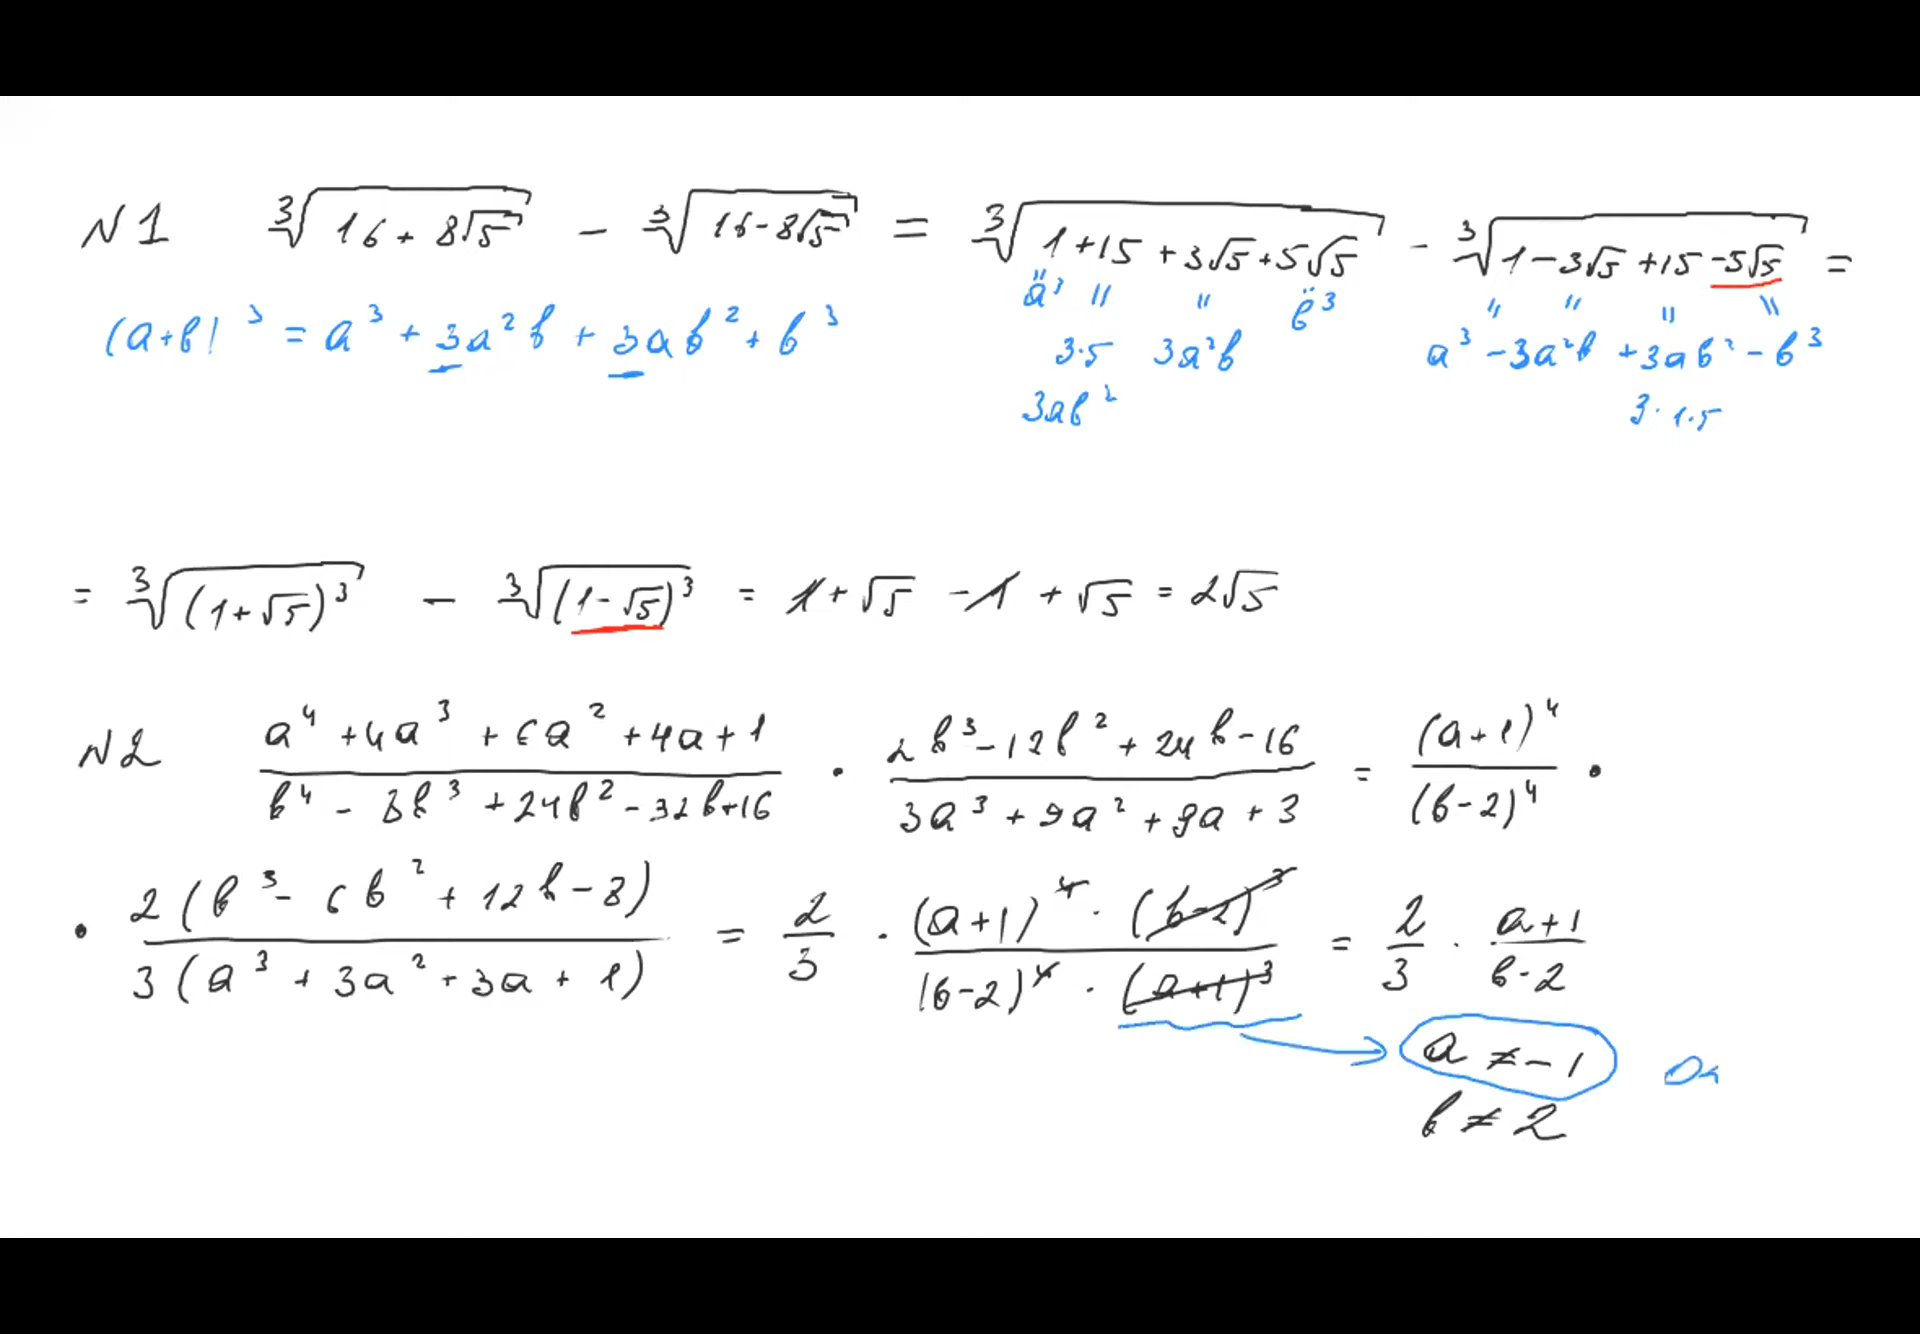 N1 ∛(16 + 8√5) - ∛(16 - 8√5) = ∛(1 + 15 + 3√5 + 5√5) - ∛(1 - 3√5 + 15 - 5√5) =
" a³ || || " b³ || || || ||
(a+b)³ = a³ + 3a²b + 3ab² + b³ 3·5 3a²b a³ - 3a²b + 3ab² - b³
3ab² 3·1·5
= ∛((1+√5)³) - ∛((1-√5)³) = 1 + √5 - 1 + √5 = 2√5
N2 (a⁴ + 4a³ + 6a² + 4a + 1)/(b⁴ - 8b³ + 24b² - 32b + 16) · (2b³ - 12b² + 24b - 16)/(3a³ + 9a² + 9a + 3) = (a+1)⁴/(b-2)⁴ ·
· 2(b³ - 6b² + 12b - 8)/3(a³ + 3a² + 3a + 1) = 2/3 · (a+1)⁴ · (b-2)³/(b-2)⁴ · (a+1)³ = 2/3 · a+1/b-2
a ≠ -1
b ≠ 2